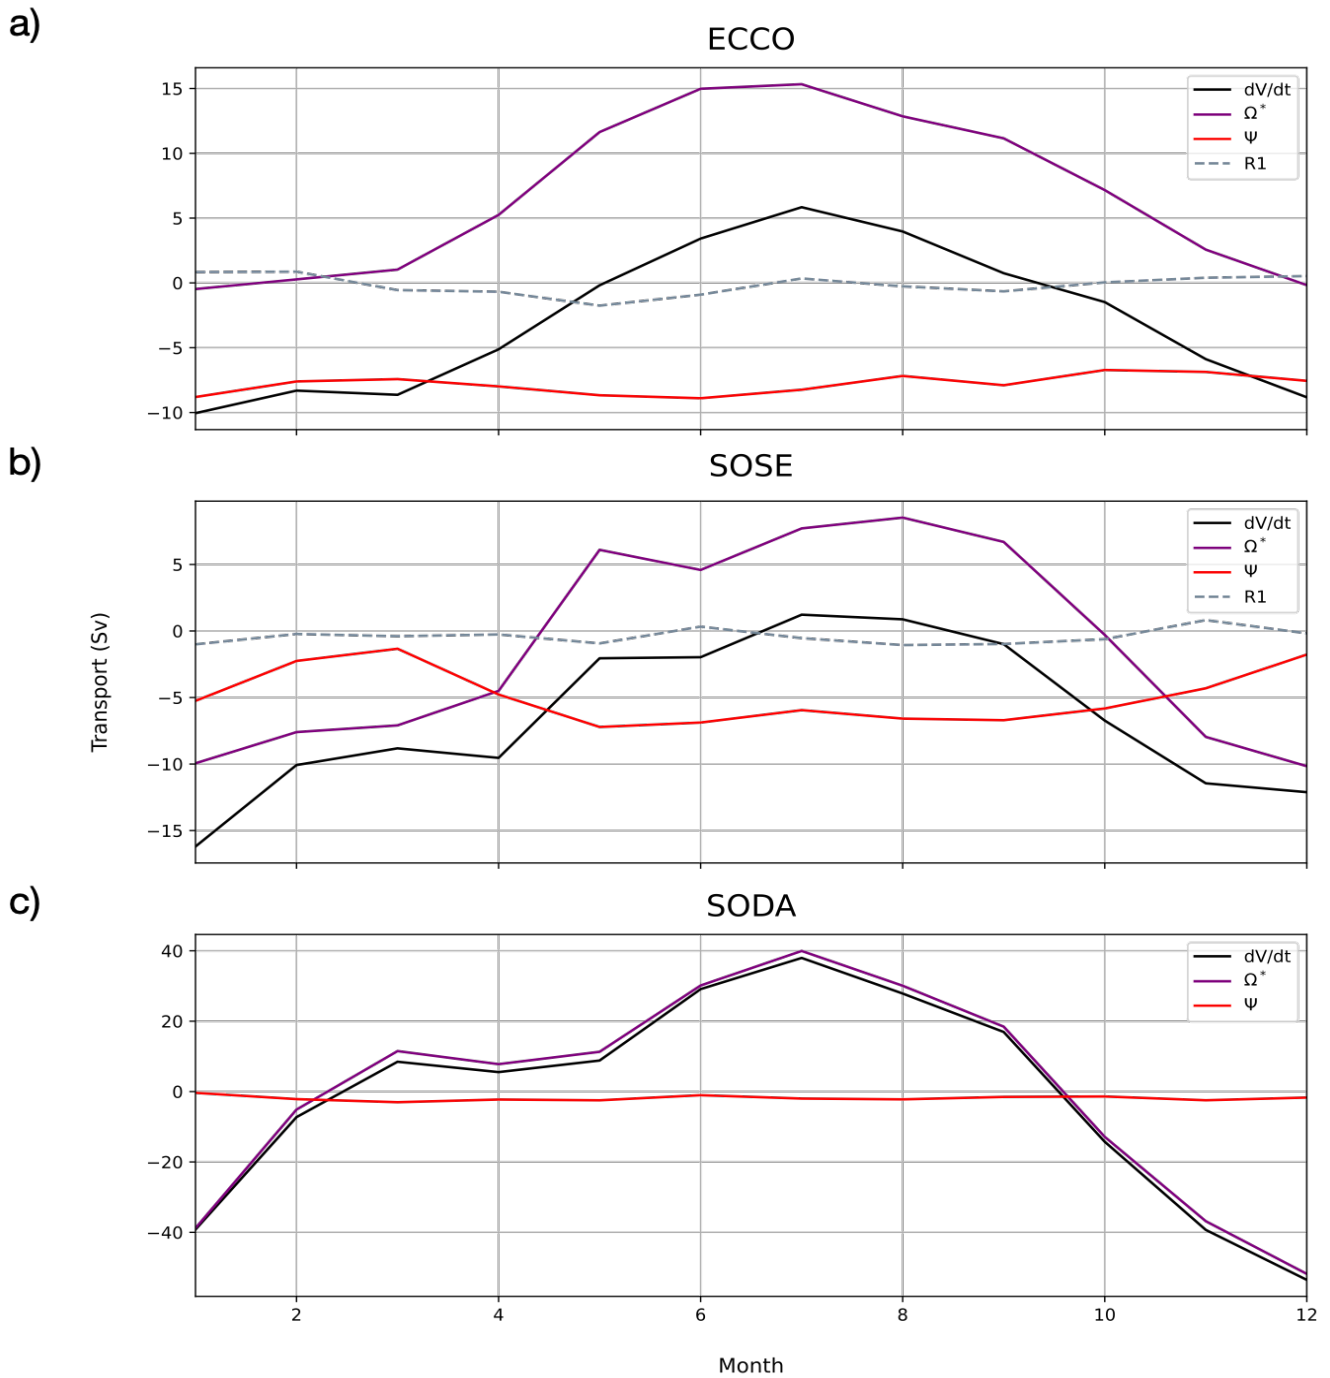 a)
ECCO
15
10
5
0
−5
−10
dV/dt
Ω*
Ψ
R1
b)
SOSE
5
0
−5
−10
−15
dV/dt
Ω*
Ψ
R1
Transport (Sv)
c)
SODA
40
20
0
−20
−40
dV/dt
Ω*
Ψ
2 4 6 8 10 12
Month